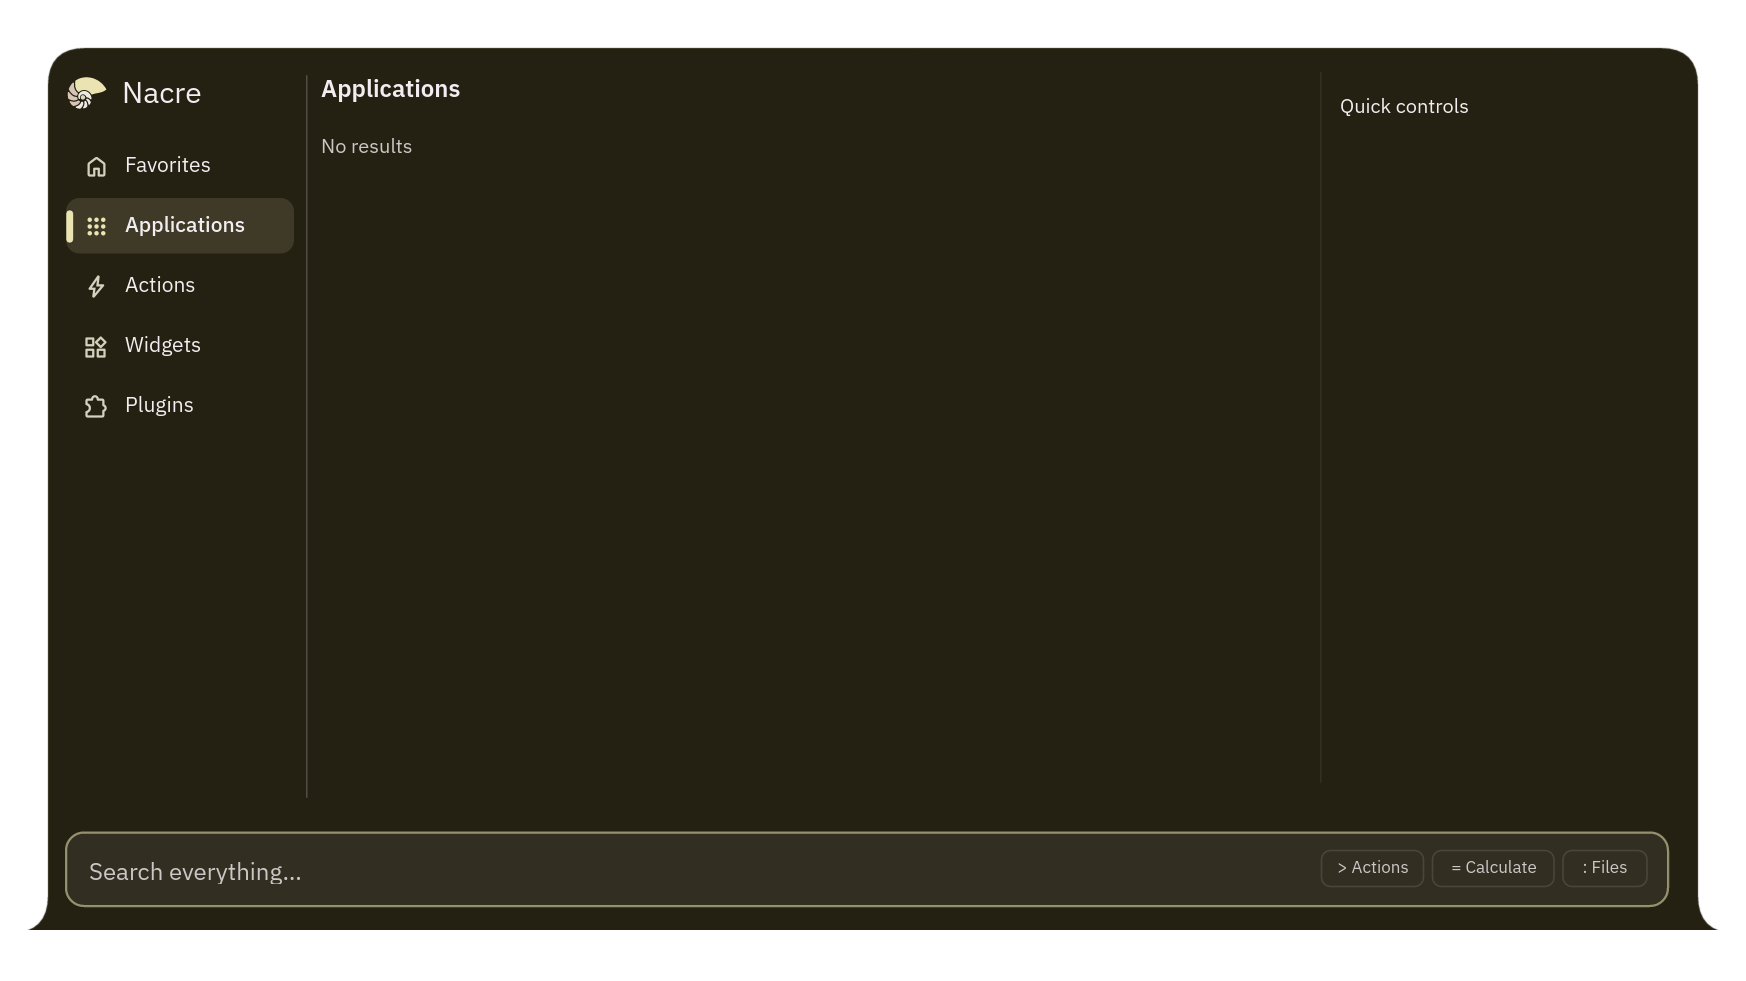 Nacre
Favorites
Applications
Actions
Widgets
Plugins
Applications
No results
Quick controls
Search everything...
> Actions
= Calculate
: Files